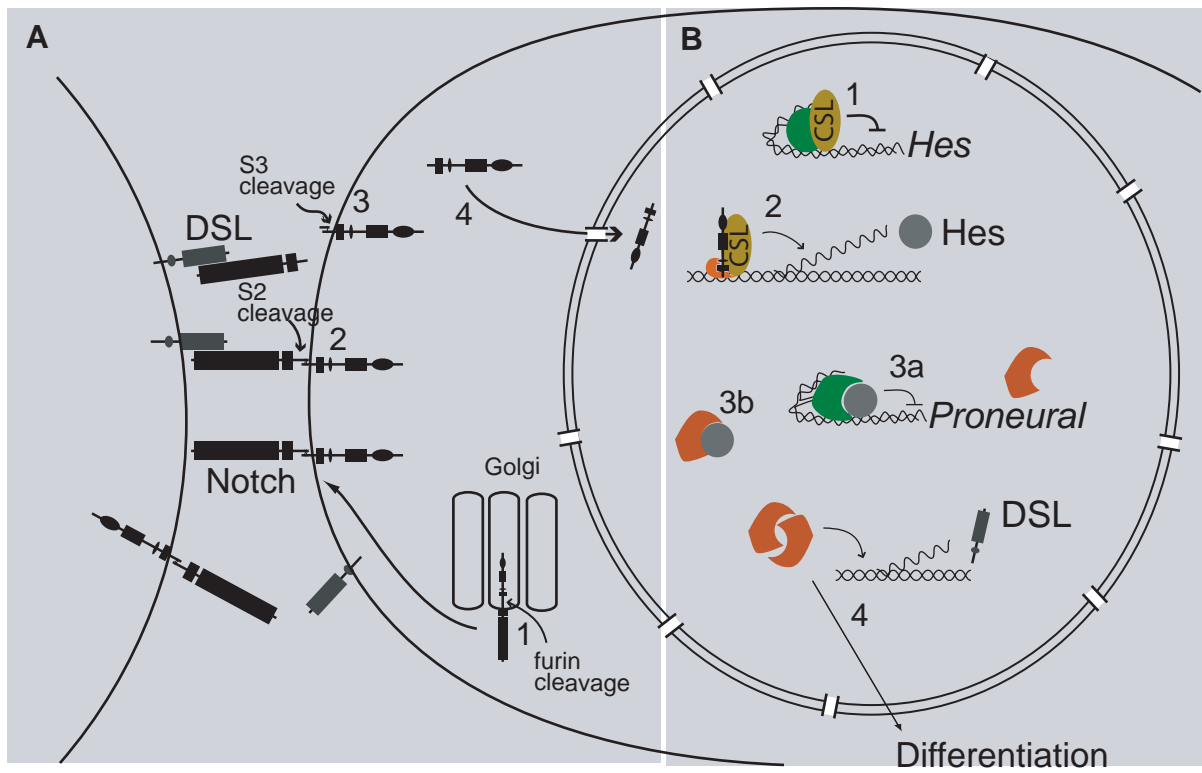 A
S3
cleavage
3
DSL
4
S2
cleavage
2
Notch
Golgi
1
furin
cleavage
B
1
CSL
Hes
2
CSL
Hes
3a
3b
Proneural
DSL
4
Differentiation